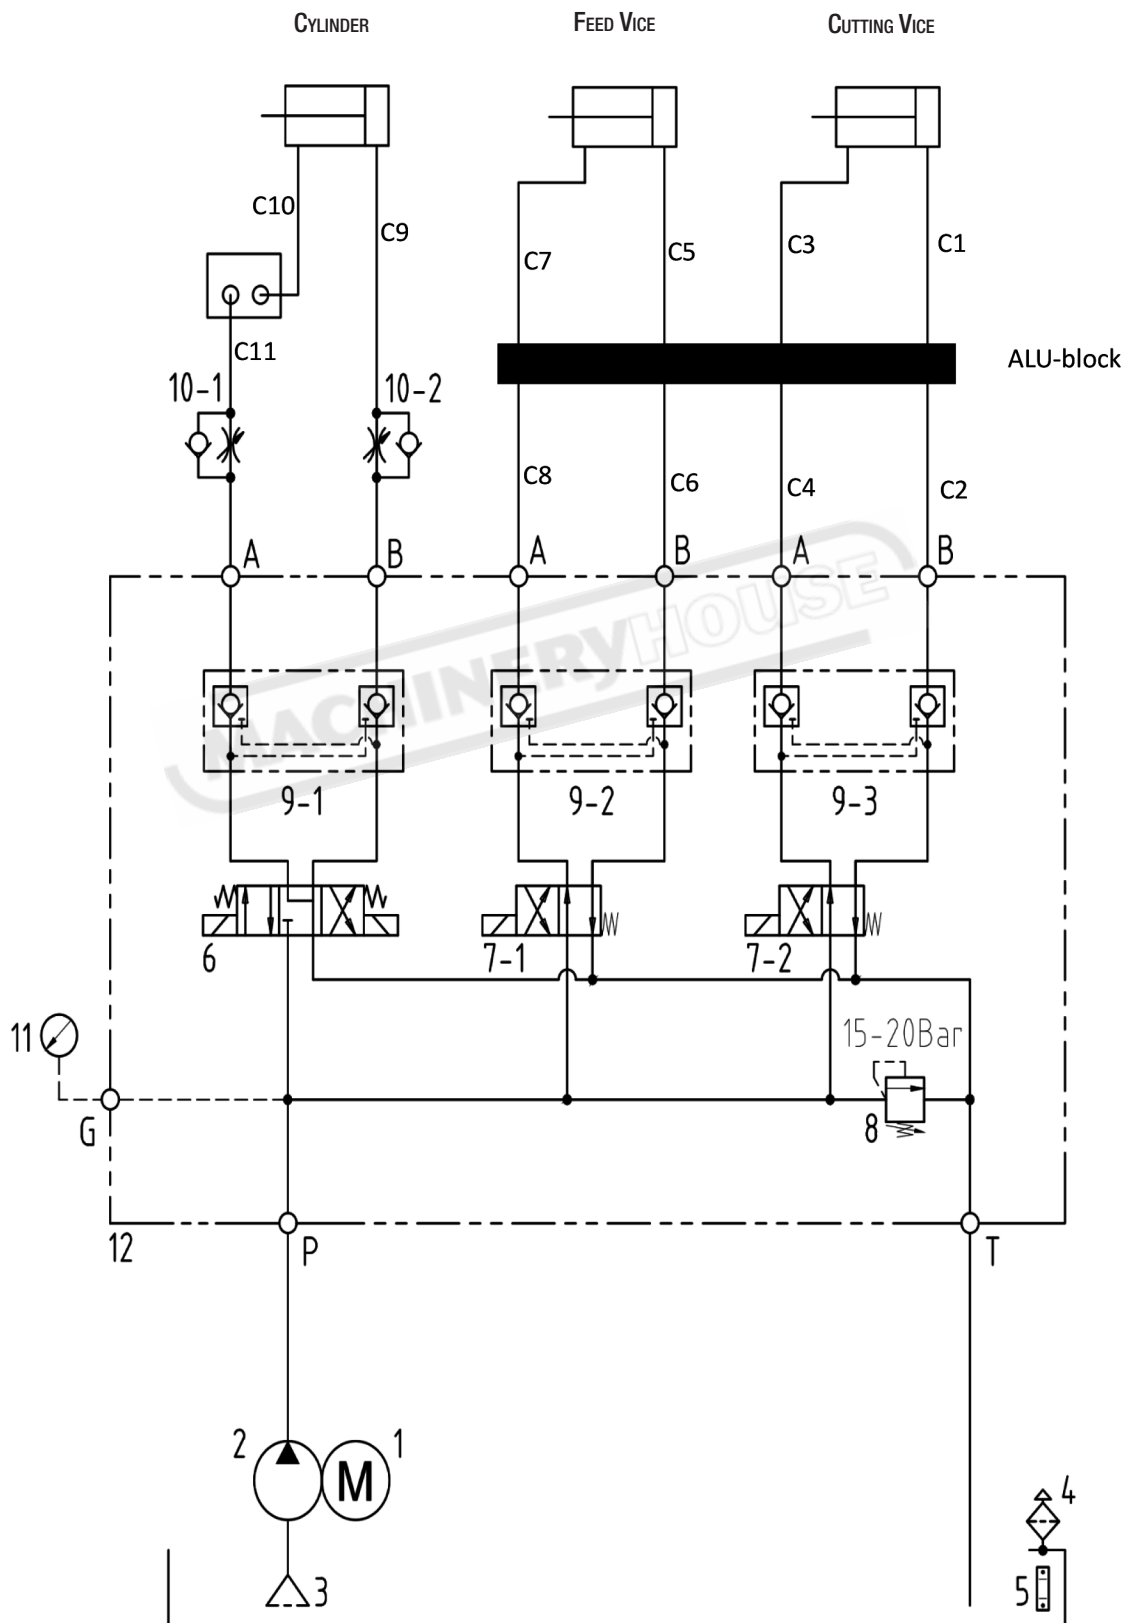 CYLINDER FEED VICE CUTTING VICE
C10
C9
C7 C5 C3 C1
C11
ALU-block
10-1 10-2
C8 C6 C4 C2
A B A B A B
MACHINERYHOUSE
9-1 9-2 9-3
6 7-1 7-2
11
15-20Bar
G
8
12 P T
2 1
M
4
3 5